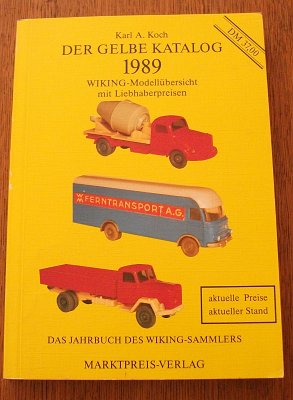 Karl A. Koch
DER GELBE KATALOG
1989
WIKING-Modellübersicht
mit Liebhaberpreisen
DM 37,00
FERNTRANSPORT A.G.
aktuelle Preise
aktueller Stand
DAS JAHRBUCH DES WIKING-SAMMLERS
MARKTPREIS-VERLAG